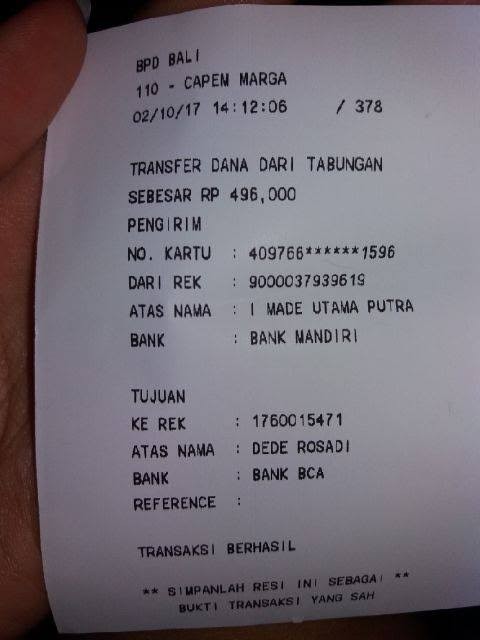 BPD BALI
110 - CAPEM MARGA
02/10/17 14:12:06 / 378
TRANSFER DANA DARI TABUNGAN
SEBESAR RP 496,000
PENGIRIM
NO. KARTU : 409766******1596
DARI REK : 9000037939619
ATAS NAMA : I MADE UTAMA PUTRA
BANK : BANK MANDIRI
TUJUAN
KE REK : 1760015471
ATAS NAMA : DEDE ROSADI
BANK : BANK BCA
REFERENCE :
TRANSAKSI BERHASIL
** SIMPANLAH RESI INI SEBAGAI **
BUKTI TRANSAKSI YANG SAH